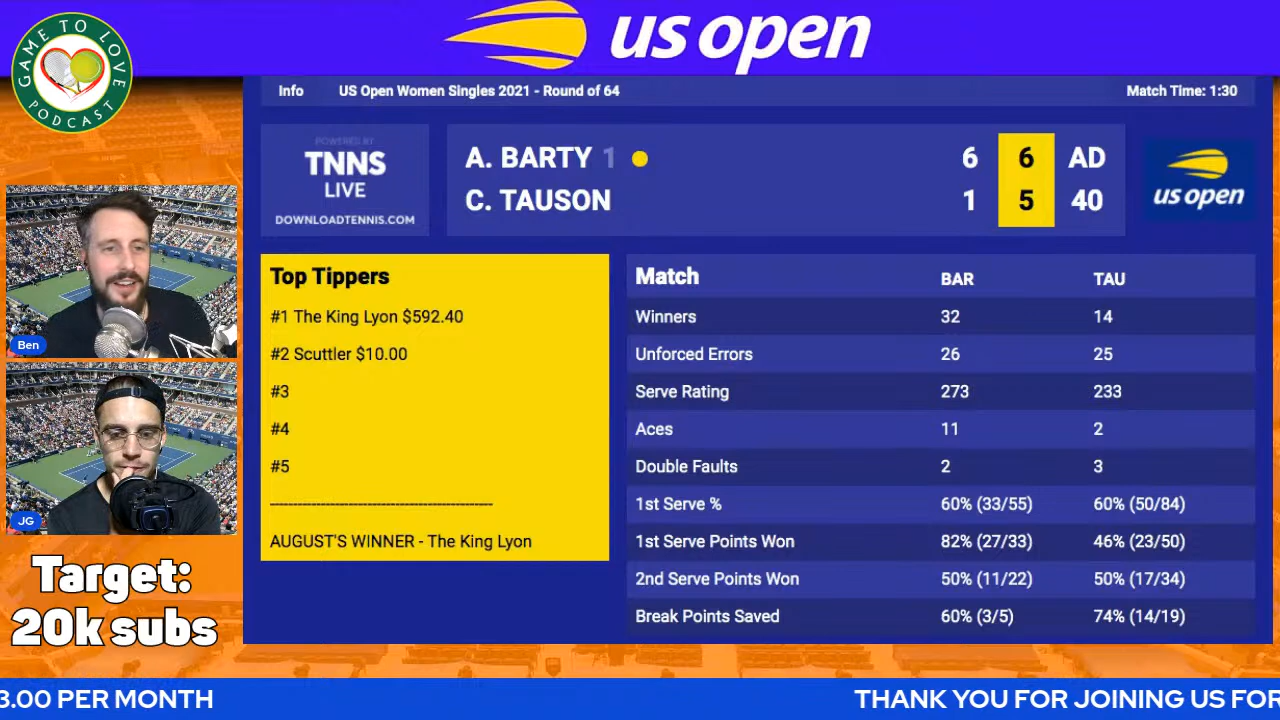 GAME TO LOVE
PODCAST
us open
Info US Open Women Singles 2021 - Round of 64 Match Time: 1:30
POWERED BY
TNNS
LIVE
DOWNLOADTENNIS.COM
A. BARTY 1 6 6 AD
C. TAUSON 1 5 40
us open
Top Tippers
#1 The King Lyon $592.40
#2 Scuttler $10.00
#3
#4
#5
--------------------------------------------------
AUGUST'S WINNER - The King Lyon
Match BAR TAU
Winners 32 14
Unforced Errors 26 25
Serve Rating 273 233
Aces 11 2
Double Faults 2 3
1st Serve % 60% (33/55) 60% (50/84)
1st Serve Points Won 82% (27/33) 46% (23/50)
2nd Serve Points Won 50% (11/22) 50% (17/34)
Break Points Saved 60% (3/5) 74% (14/19)
Ben
JG
Target:
20k subs
3.00 PER MONTH THANK YOU FOR JOINING US FOR